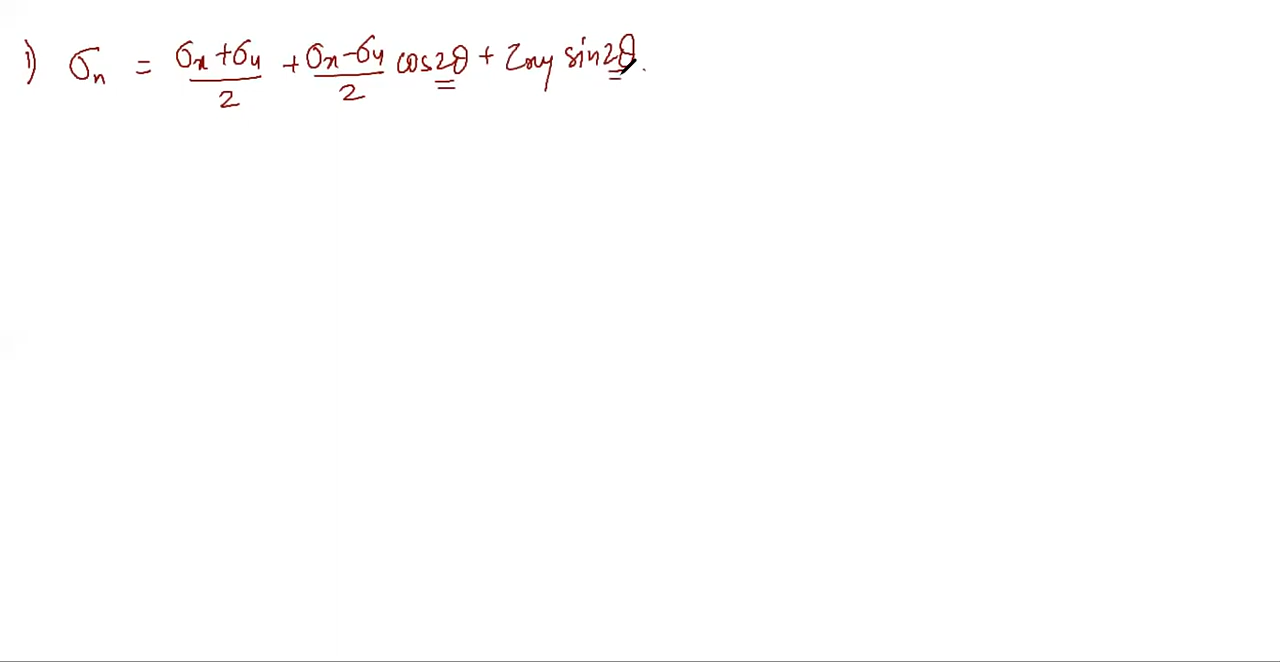 1) σn = (σx + σy)/2 + (σx - σy)/2 cos2θ + τxy sin2θ.